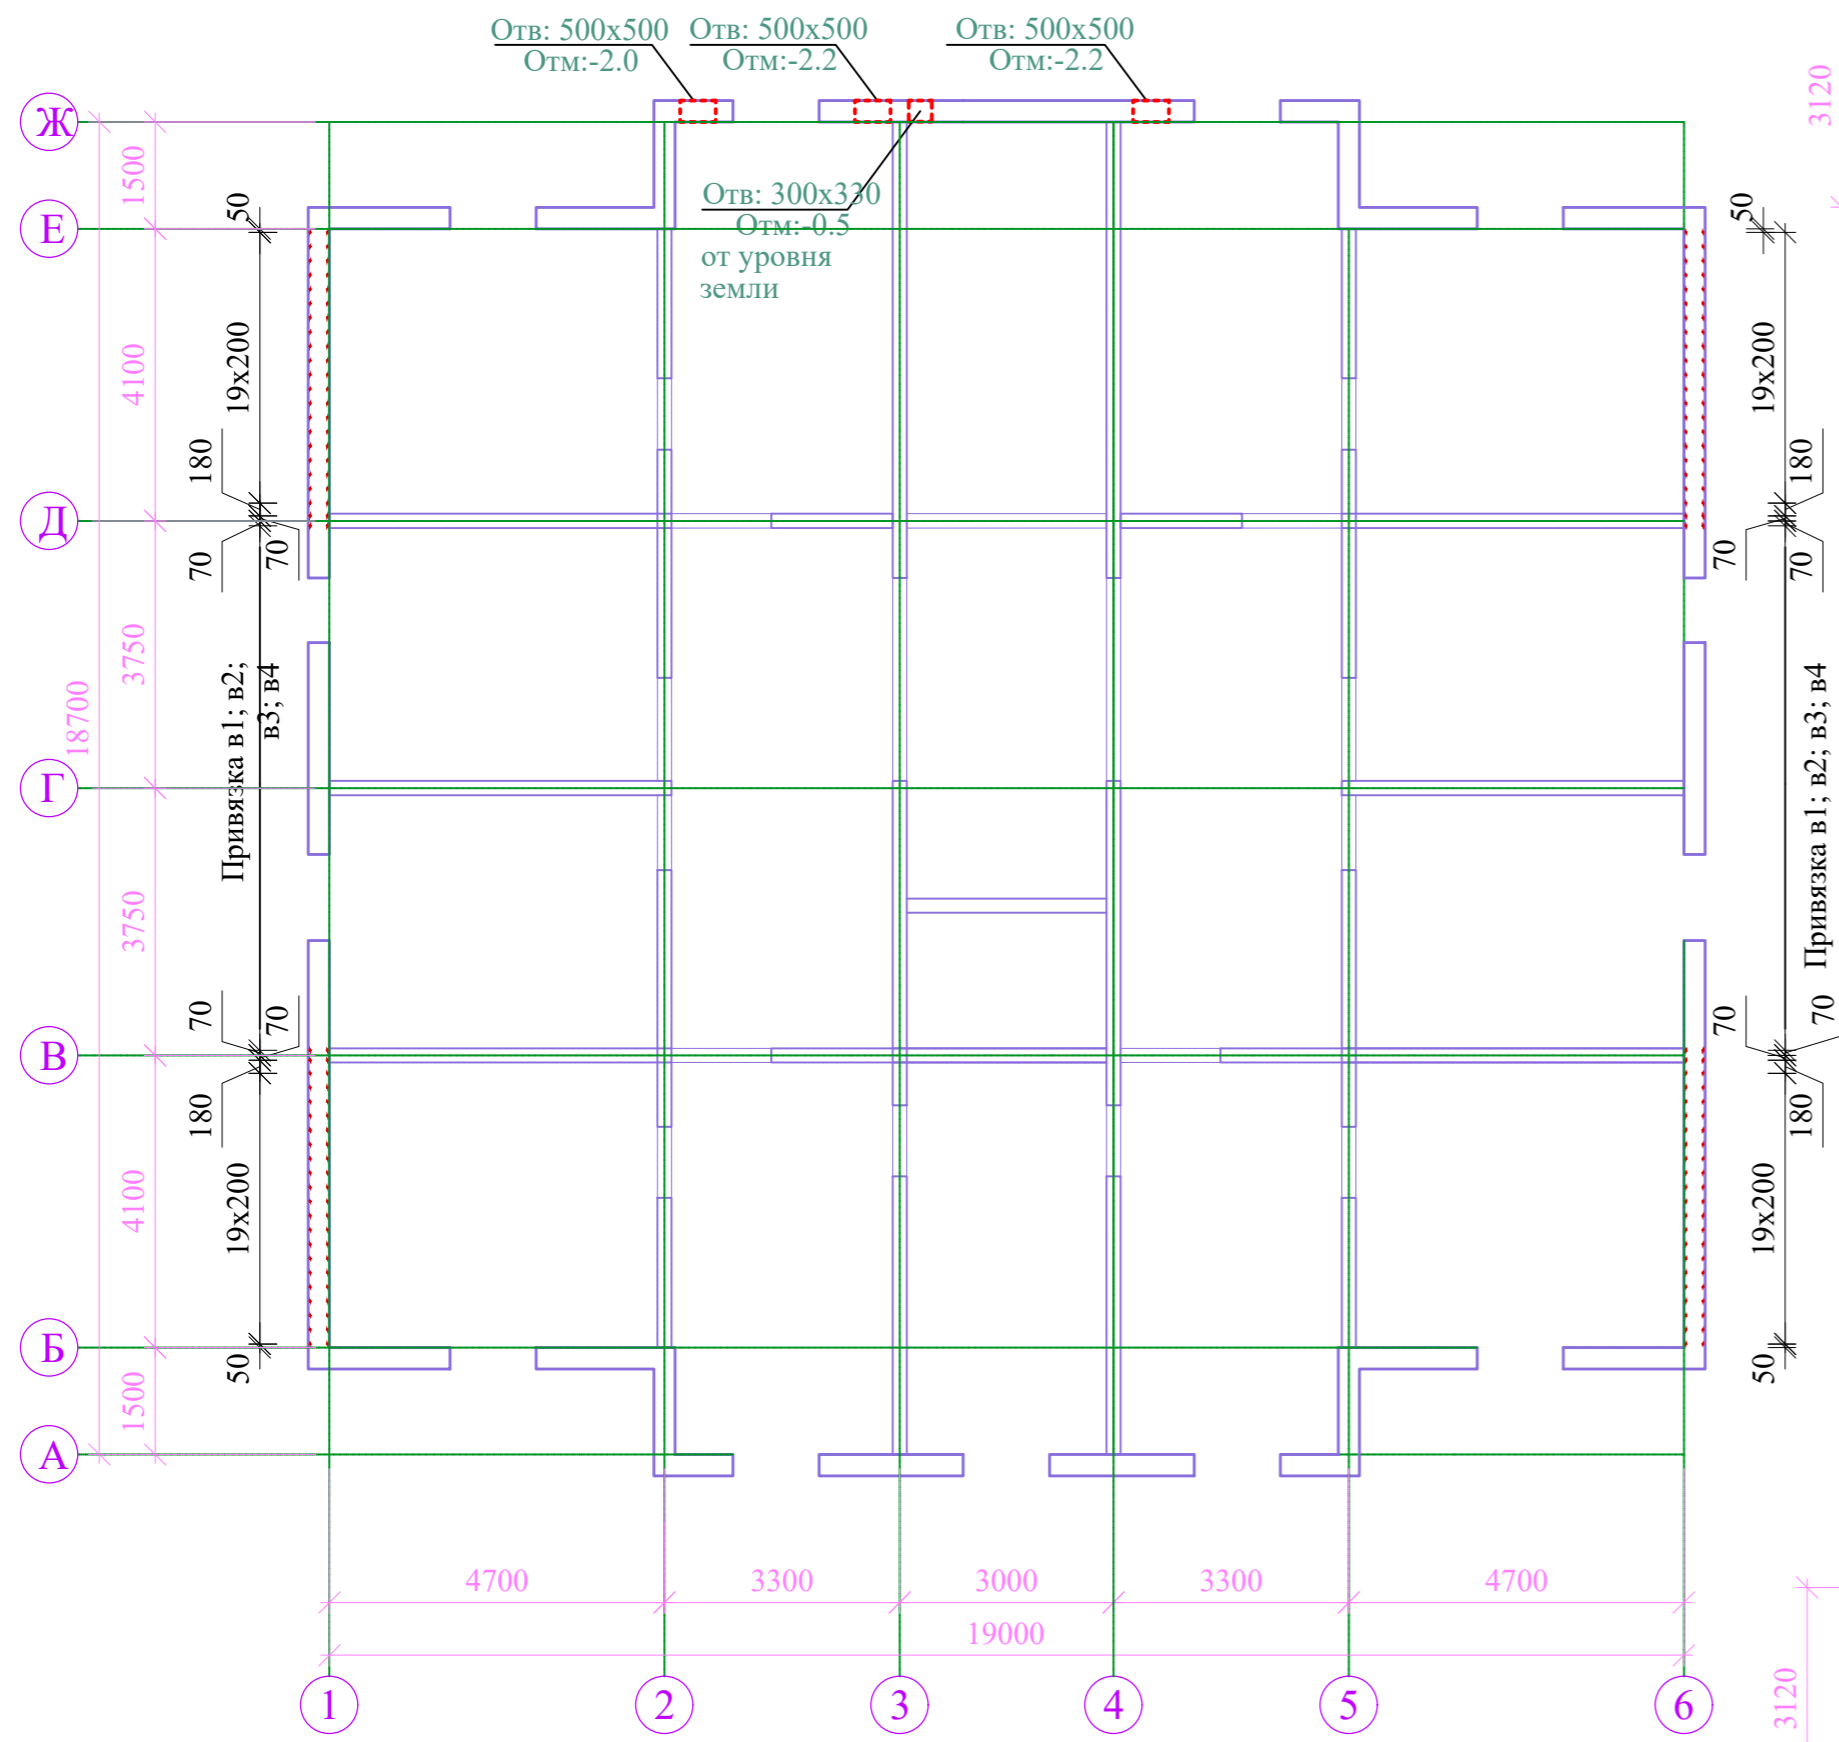 Отв: 500х500
Отм:-2.0
Отв: 500х500
Отм:-2.2
Отв: 500х500
Отм:-2.2
3120
Ж
1500
Отв: 300х330
Отм:-0.5
от уровня
земли
50
50
Е
4100
19х200
19х200
180
180
Д
70
70
70
70
3750
18700
Привязка в1; в2;
в3; в4
Привязка в1; в2; в3; в4
Г
3750
70
70
70
70
В
180
180
4100
19х200
19х200
Б
50
50
1500
А
4700
3300
3000
3300
4700
19000
3120
1
2
3
4
5
6